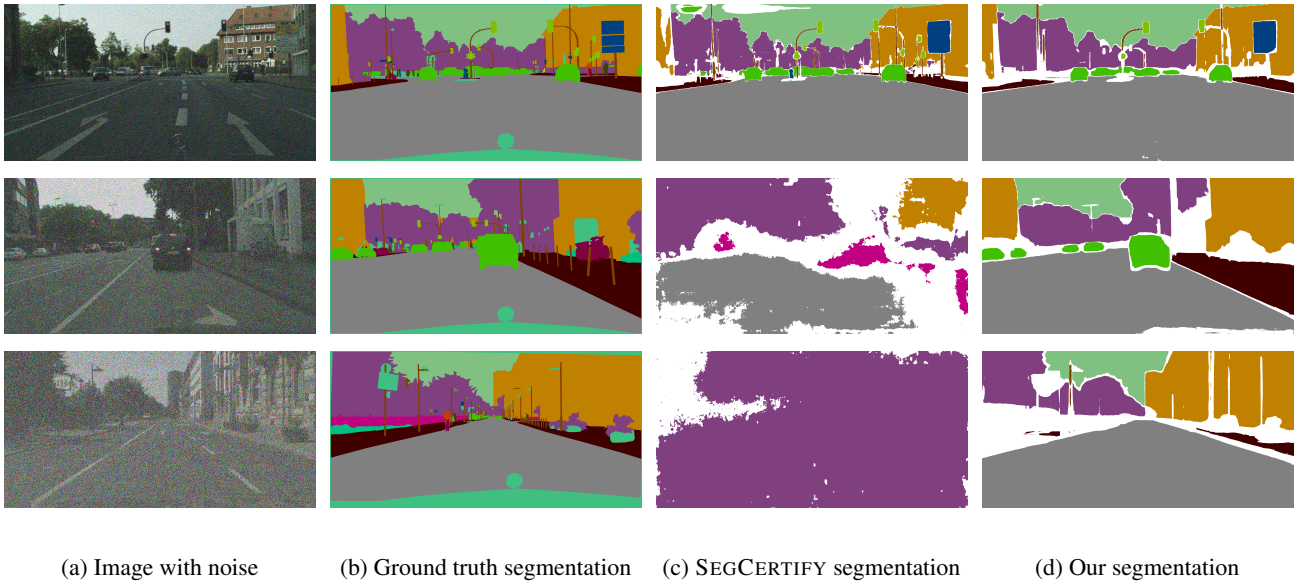 (a) Image with noise
(b) Ground truth segmentation
(c) SEGCERTIFY segmentation
(d) Our segmentation